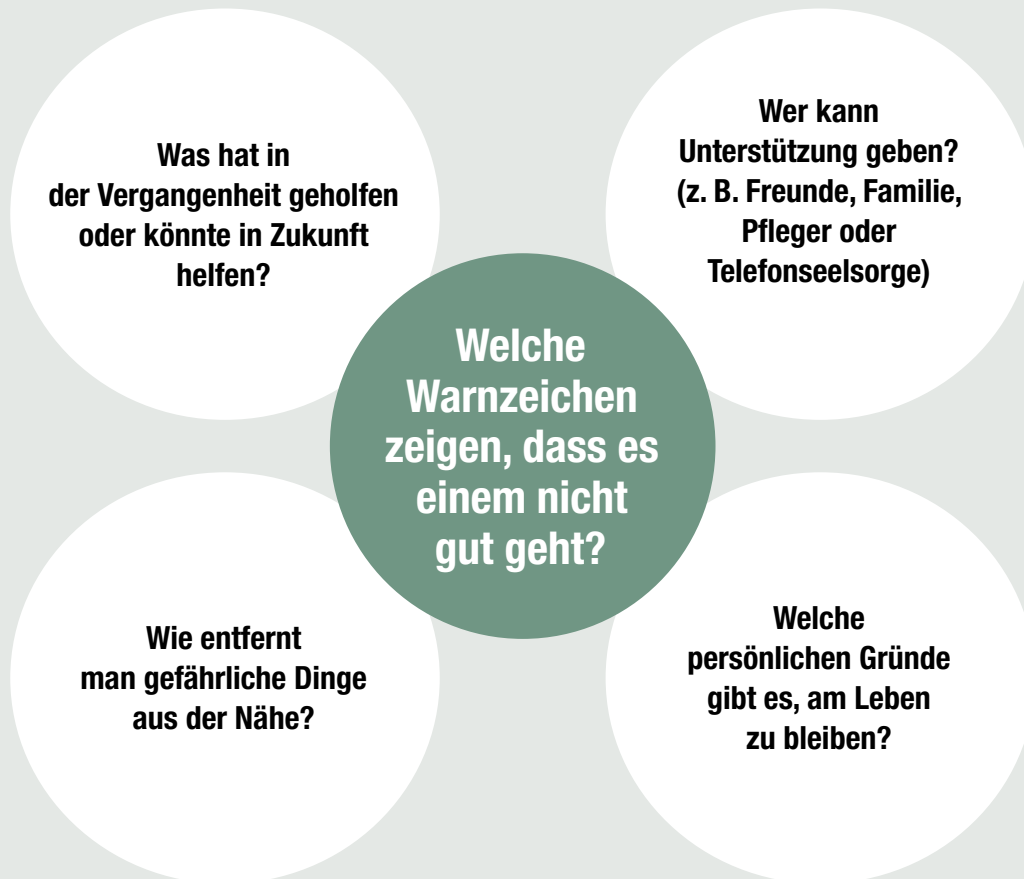 Was hat in
der Vergangenheit geholfen
oder könnte in Zukunft
helfen?
Wer kann
Unterstützung geben?
(z. B. Freunde, Familie,
Pfleger oder
Telefonseelsorge)
Welche
Warnzeichen
zeigen, dass es
einem nicht
gut geht?
Wie entfernt
man gefährliche Dinge
aus der Nähe?
Welche
persönlichen Gründe
gibt es, am Leben
zu bleiben?